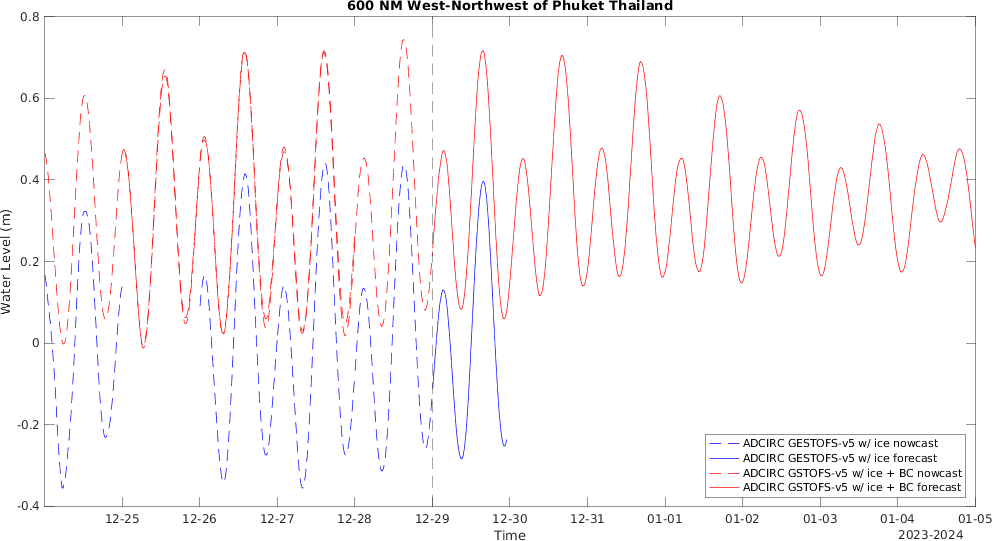 600 NM West-Northwest of Phuket Thailand
0.8
0.6
0.4
0.2
0
-0.2
-0.4
Water Level (m)
12-25 12-26 12-27 12-28 12-29 12-30 12-31 01-01 01-02 01-03 01-04 01-05
Time
2023-2024
ADCIRC GESTOFS-v5 w/ ice nowcast
ADCIRC GESTOFS-v5 w/ ice forecast
ADCIRC GSTOFS-v5 w/ ice + BC nowcast
ADCIRC GSTOFS-v5 w/ ice + BC forecast